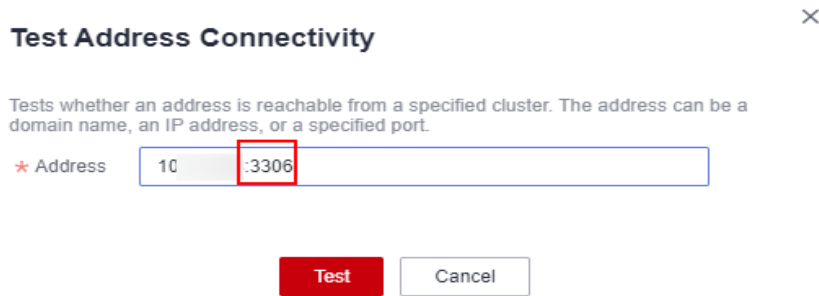 Test Address Connectivity
Tests whether an address is reachable from a specified cluster. The address can be a
domain name, an IP address, or a specified port.
* Address 10 :3306
Test Cancel